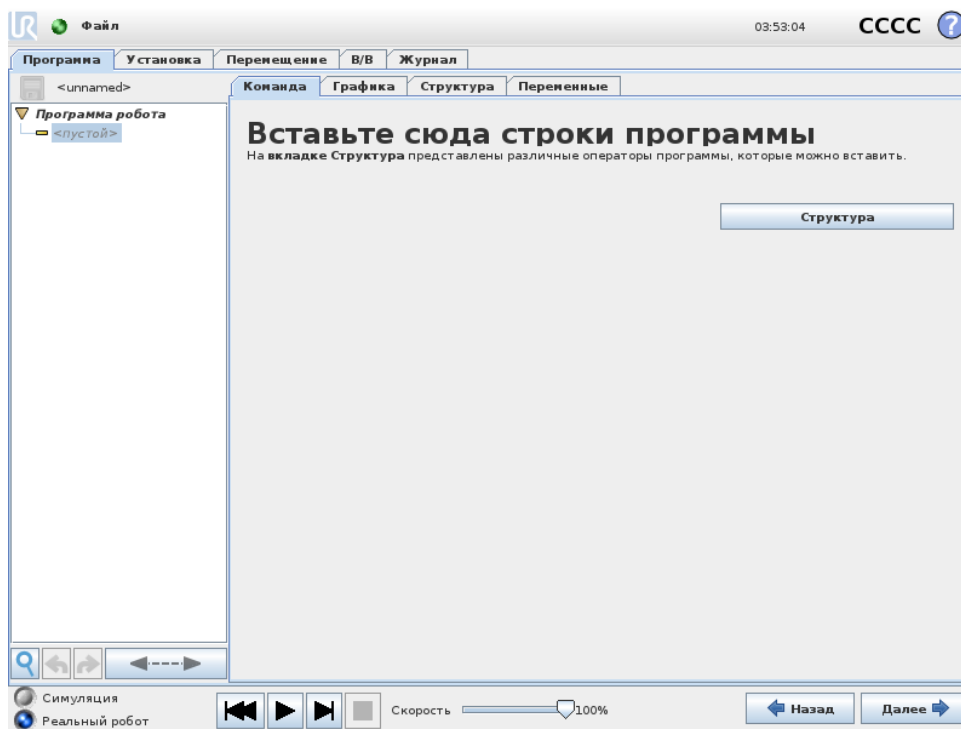 UR Файл 03:53:04 CCCC ?
Программа Установка Перемещение В/В Журнал
<unnamed> Команда Графика Структура Переменные
Программа робота
<пустой>
Вставьте сюда строки программы
На вкладке Структура представлены различные операторы программы, которые можно вставить.
Структура
Симуляция
Реальный робот
Скорость 100% Назад Далее